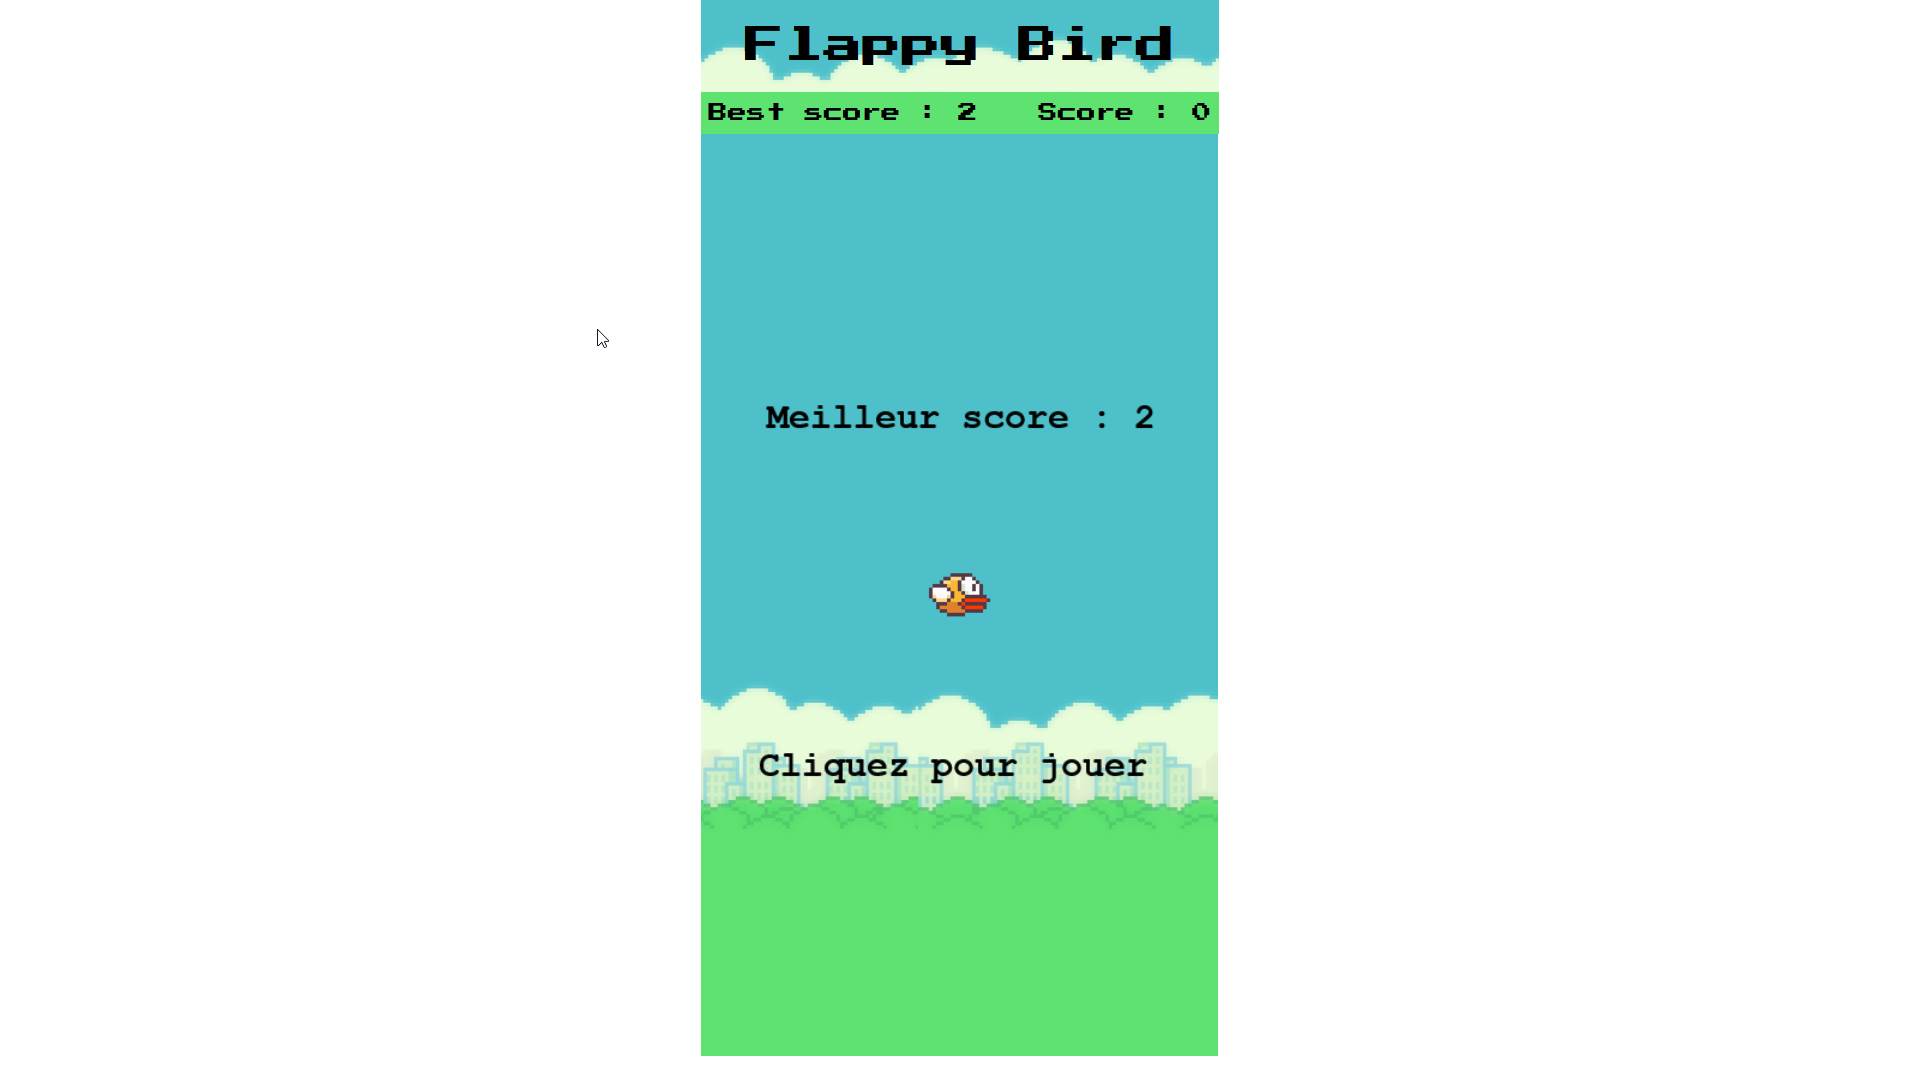 Flappy Bird
Best score : 2 Score : 0
Meilleur score : 2
Cliquez pour jouer